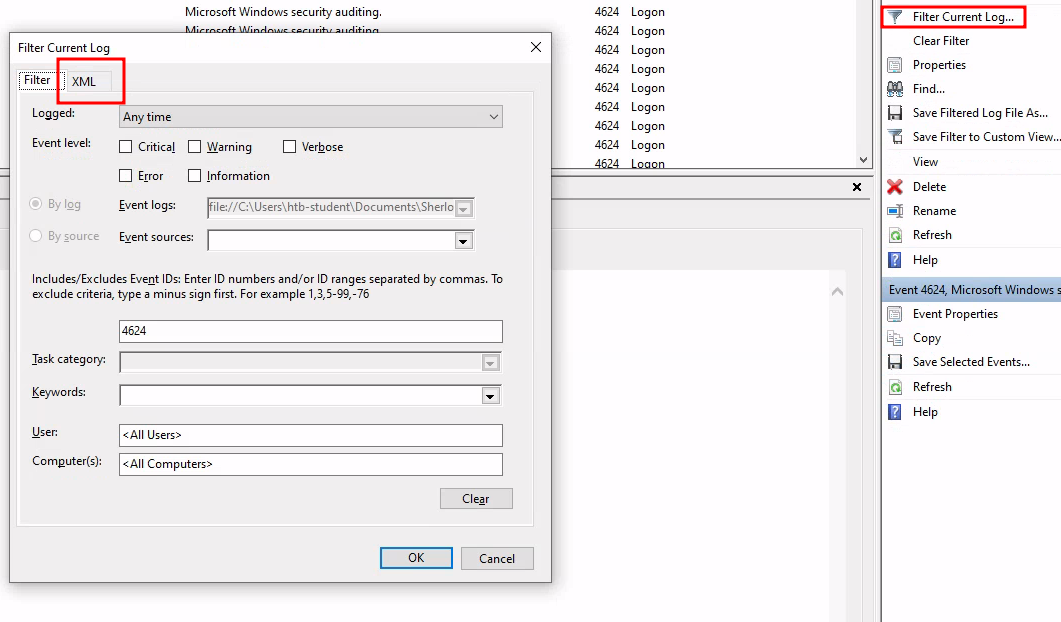 Microsoft Windows security auditing. 4624 Logon
Microsoft Windows security auditing. 4624 Logon
4624 Logon
4624 Logon
4624 Logon
4624 Logon
4624 Logon
4624 Logon
4624 Logon
Filter Current Log
Filter
XML
Logged: Any time
Event level: Critical Warning Verbose
Error Information
By log Event logs: file://C:\Users\htb-student\Documents\Sherlo
By source Event sources:
Includes/Excludes Event IDs: Enter ID numbers and/or ID ranges separated by commas. To
exclude criteria, type a minus sign first. For example 1,3,5-99,-76
4624
Task category:
Keywords:
User: <All Users>
Computer(s): <All Computers>
Clear
OK Cancel
Filter Current Log...
Clear Filter
Properties
Find...
Save Filtered Log File As...
Save Filter to Custom View...
View
Delete
Rename
Refresh
Help
Event 4624, Microsoft Windows s
Event Properties
Copy
Save Selected Events...
Refresh
Help